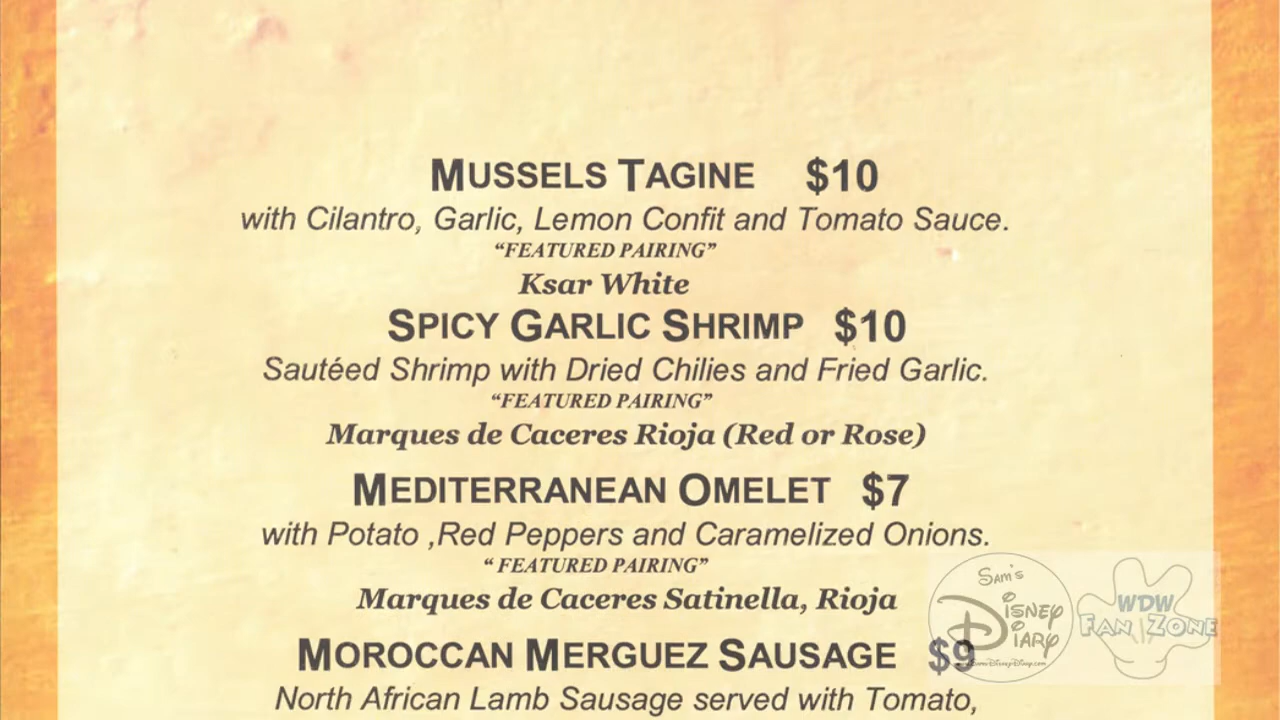 MUSSELS TAGINE $10
with Cilantro, Garlic, Lemon Confit and Tomato Sauce.
“FEATURED PAIRING”
Ksar White
SPICY GARLIC SHRIMP $10
Sautéed Shrimp with Dried Chilies and Fried Garlic.
“FEATURED PAIRING”
Marques de Caceres Rioja (Red or Rose)
MEDITERRANEAN OMELET $7
with Potato ,Red Peppers and Caramelized Onions.
“ FEATURED PAIRING”
Marques de Caceres Satinella, Rioja
MOROCCAN MERGUEZ SAUSAGE $9
North African Lamb Sausage served with Tomato,
SAM'S
DISNEY
DIARY
WDW
FAN ZONE